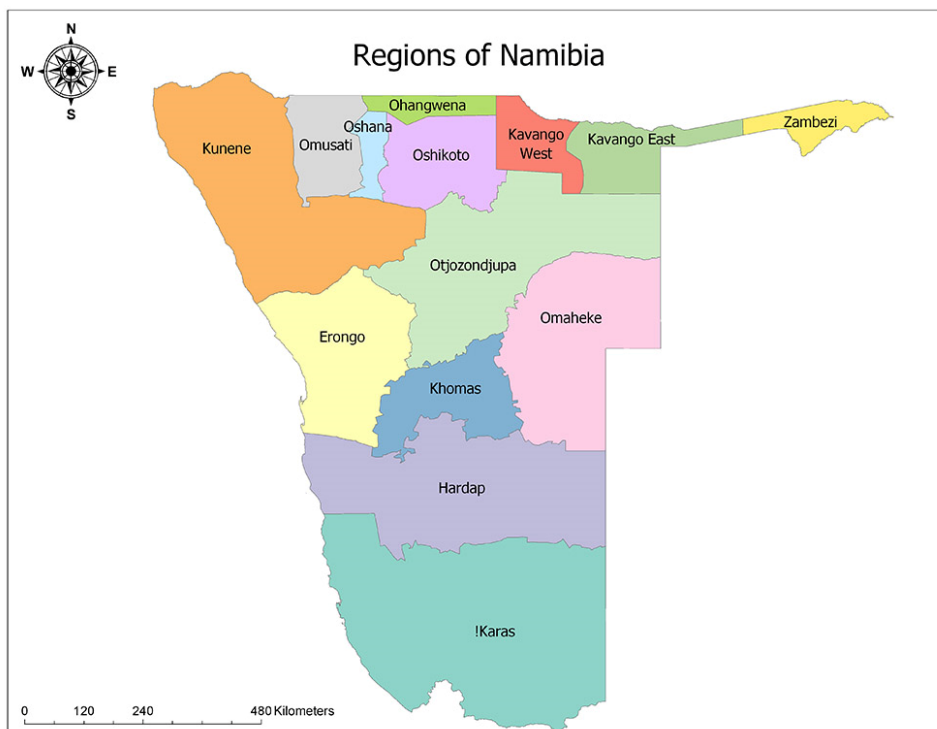 Regions of Namibia
N
W
E
S
Ohangwena
Zambezi
Oshana
Kavango
West
Kavango East
Omusati
Kunene
Oshikoto
Otjozondjupa
Omaheke
Erongo
Khomas
Hardap
!Karas
0 120 240 480 Kilometers